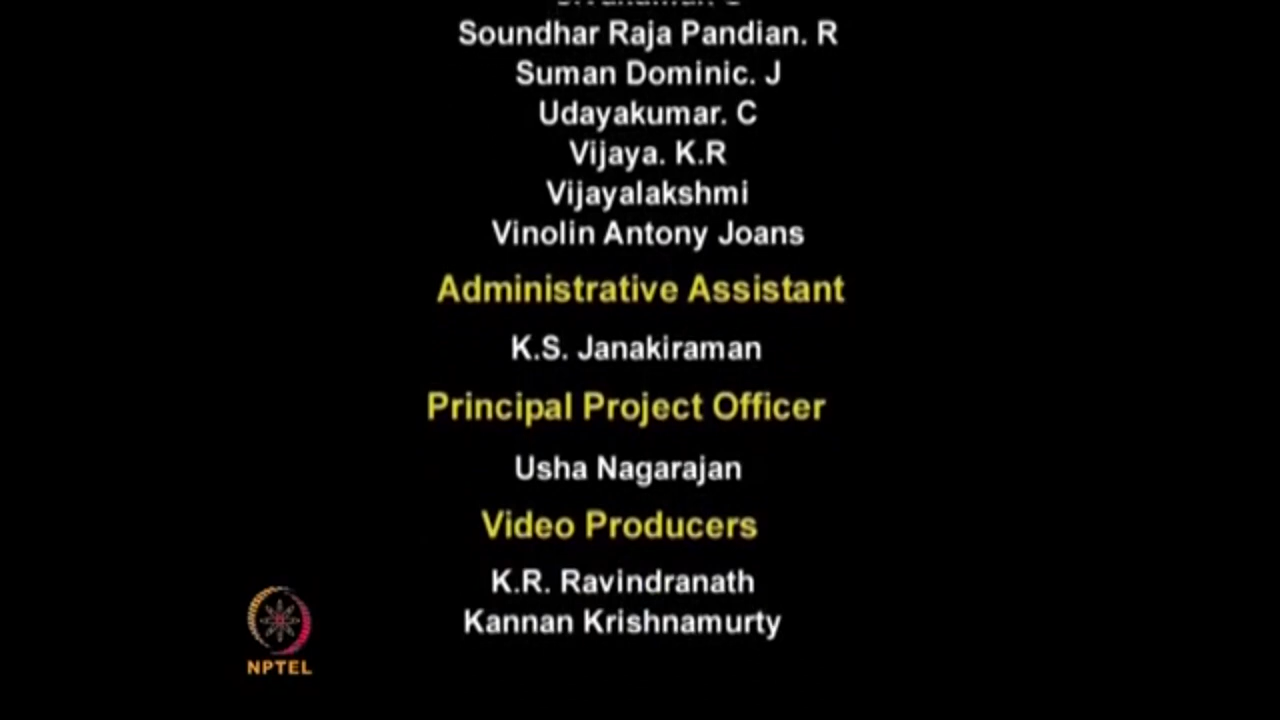 Soundhar Raja Pandian. R
Suman Dominic. J
Udayakumar. C
Vijaya. K.R
Vijayalakshmi
Vinolin Antony Joans
Administrative Assistant
K.S. Janakiraman
Principal Project Officer
Usha Nagarajan
Video Producers
K.R. Ravindranath
Kannan Krishnamurty
NPTEL